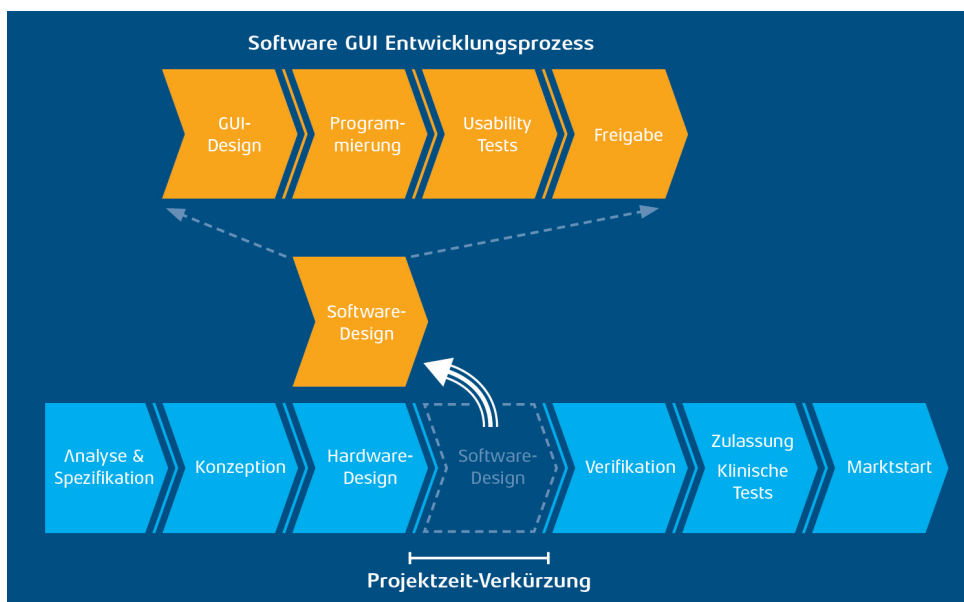 Software GUI Entwicklungsprozess
GUI-
Design
Program-
mierung
Usability
Tests
Freigabe
Software-
Design
Analyse &
Spezifikation
Konzeption
Hardware-
Design
Software-
Design
Verifikation
Zulassung
Klinische
Tests
Marktstart
Projektzeit-Verkürzung